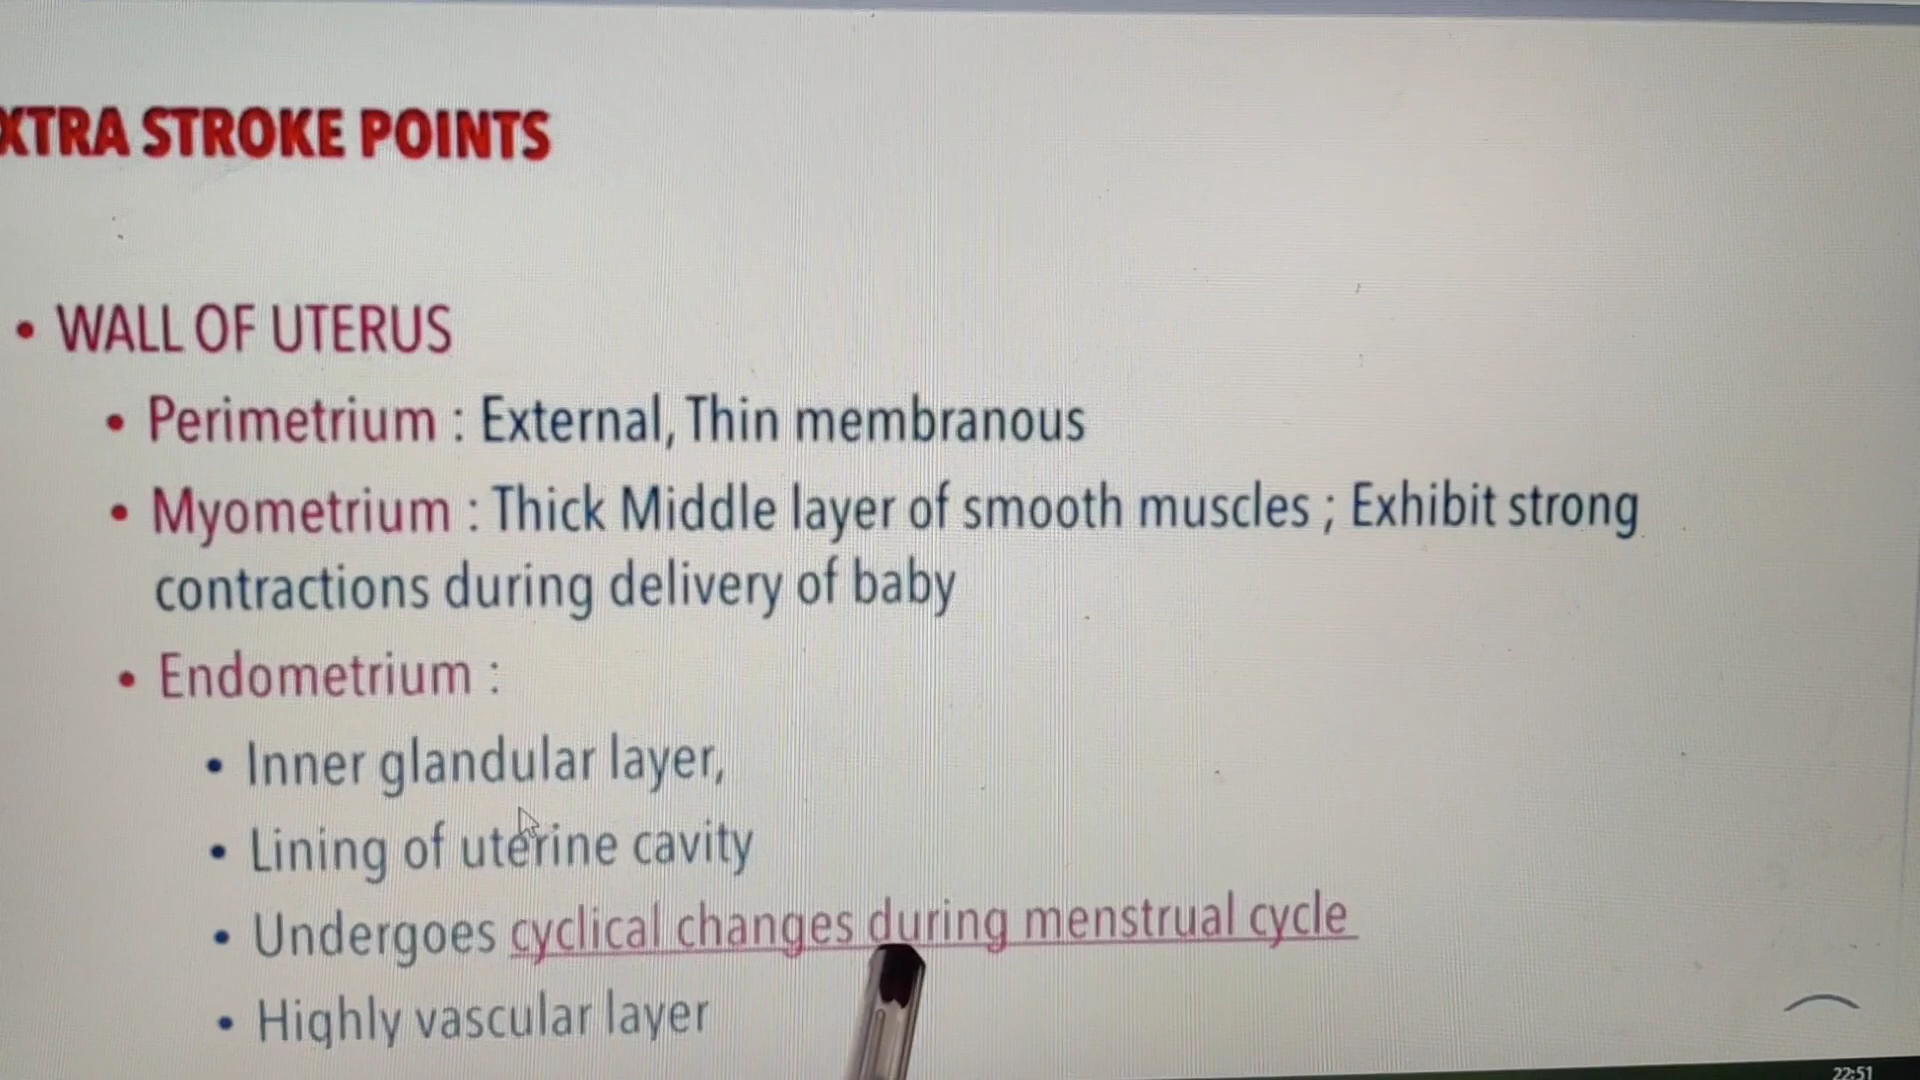 XTRA STROKE POINTS
• WALL OF UTERUS
• Perimetrium : External, Thin membranous
• Myometrium : Thick Middle layer of smooth muscles ; Exhibit strong
contractions during delivery of baby
• Endometrium :
• Inner glandular layer,
• Lining of uterine cavity
• Undergoes cyclical changes during menstrual cycle
• Highly vascular layer
22:51